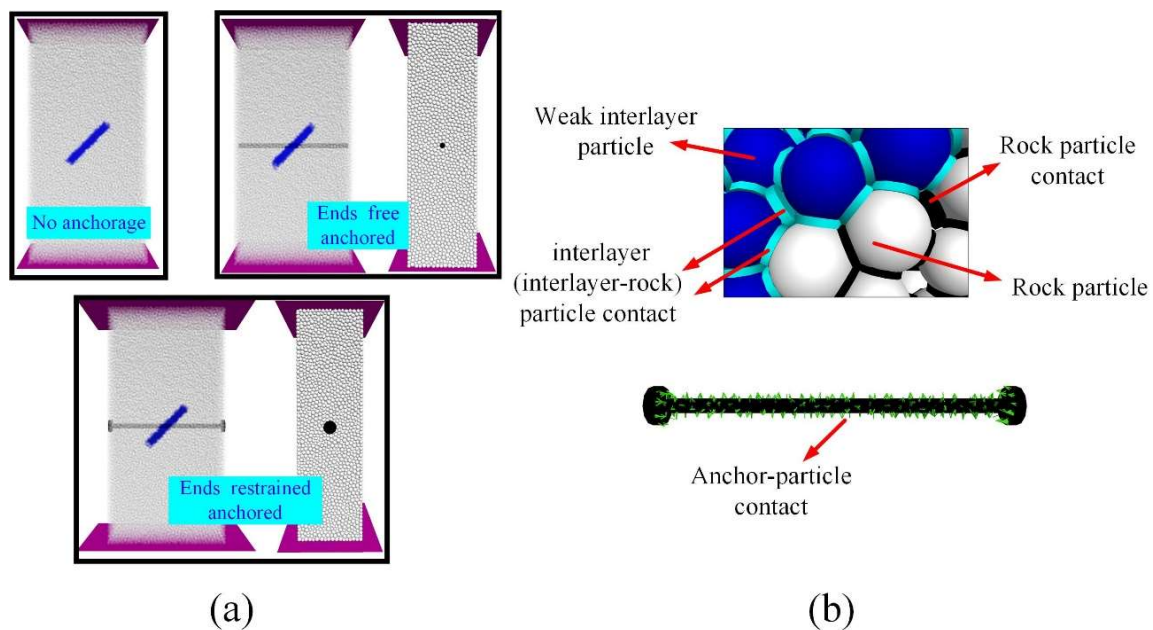 No anchorage
Ends free
anchored
Ends restrained
anchored
(a)
Weak interlayer
particle
Rock particle
contact
interlayer
(interlayer-rock)
particle contact
Rock particle
Anchor-particle
contact
(b)